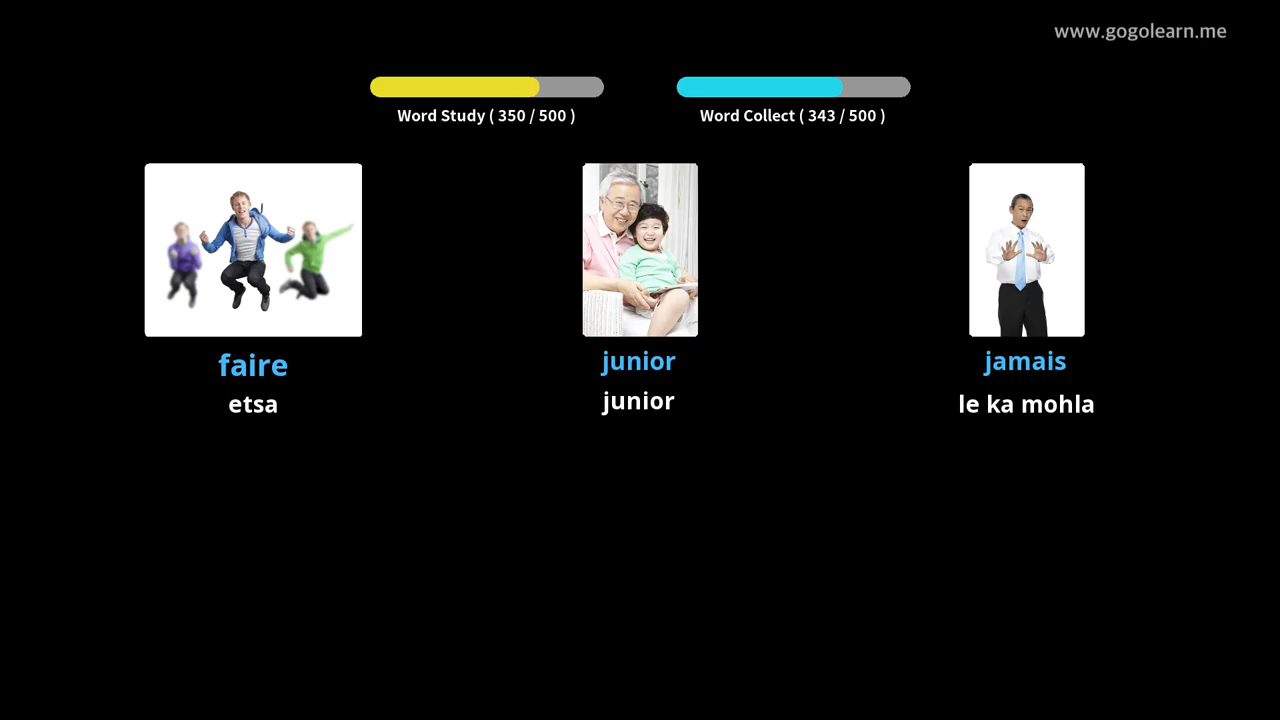 www.gogolearn.me
Word Study ( 350 / 500 )
Word Collect ( 343 / 500 )
faire
etsa
junior
junior
jamais
le ka mohla